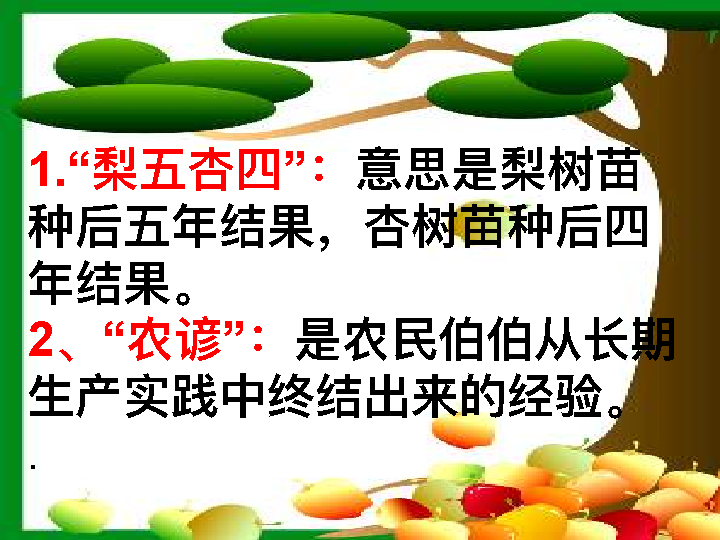 1.“梨五杏四”：意思是梨树苗
种后五年结果，杏树苗种后四
年结果。
2、“农谚”：是农民伯伯从长期
生产实践中终结出来的经验。
.